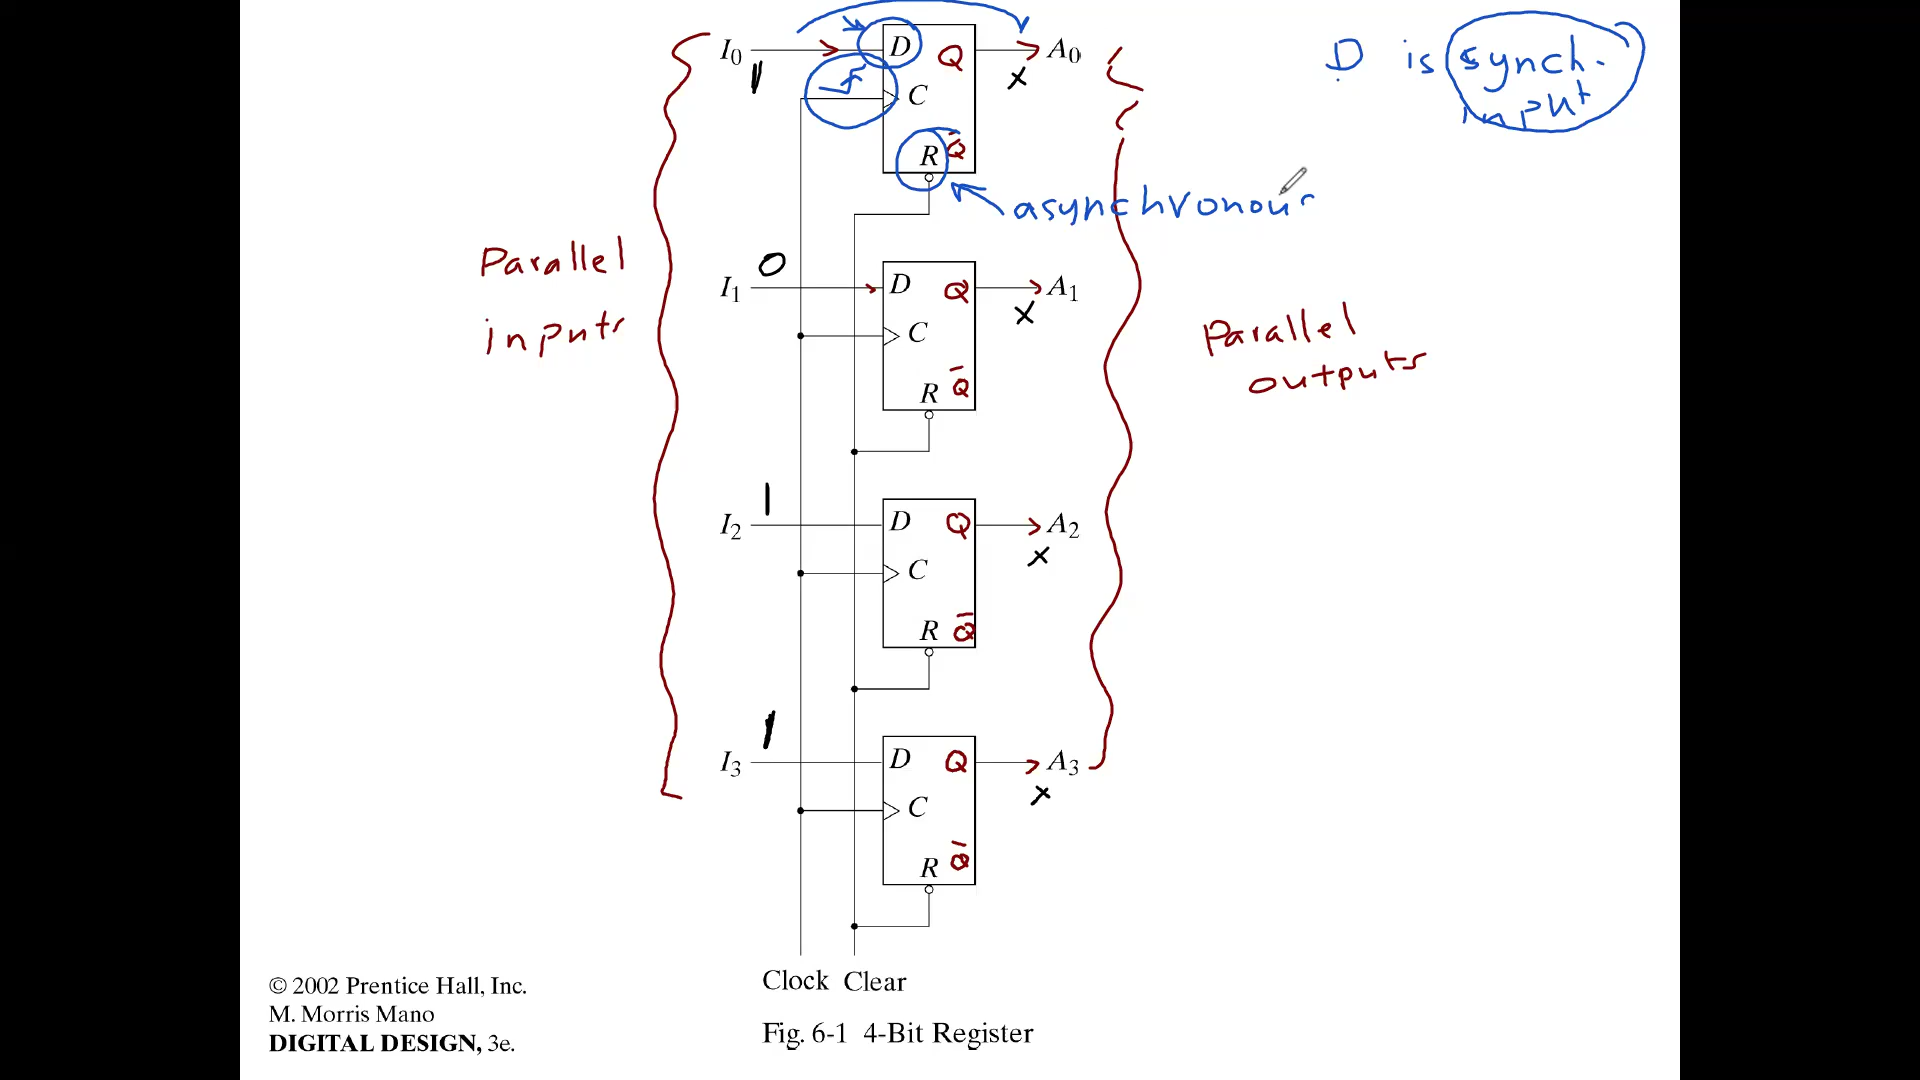 I0 D Q A0 D is synch.
1 x input
C
R Q̅
asynchronous
Parallel inputs
0
I1 D Q A1
x
C
Parallel outputs
R Q̅
1
I2 D Q A2
x
C
R Q̅
1
I3 D Q A3
x
C
R Q̅
Clock Clear
© 2002 Prentice Hall, Inc.
M. Morris Mano
DIGITAL DESIGN, 3e.
Fig. 6-1 4-Bit Register